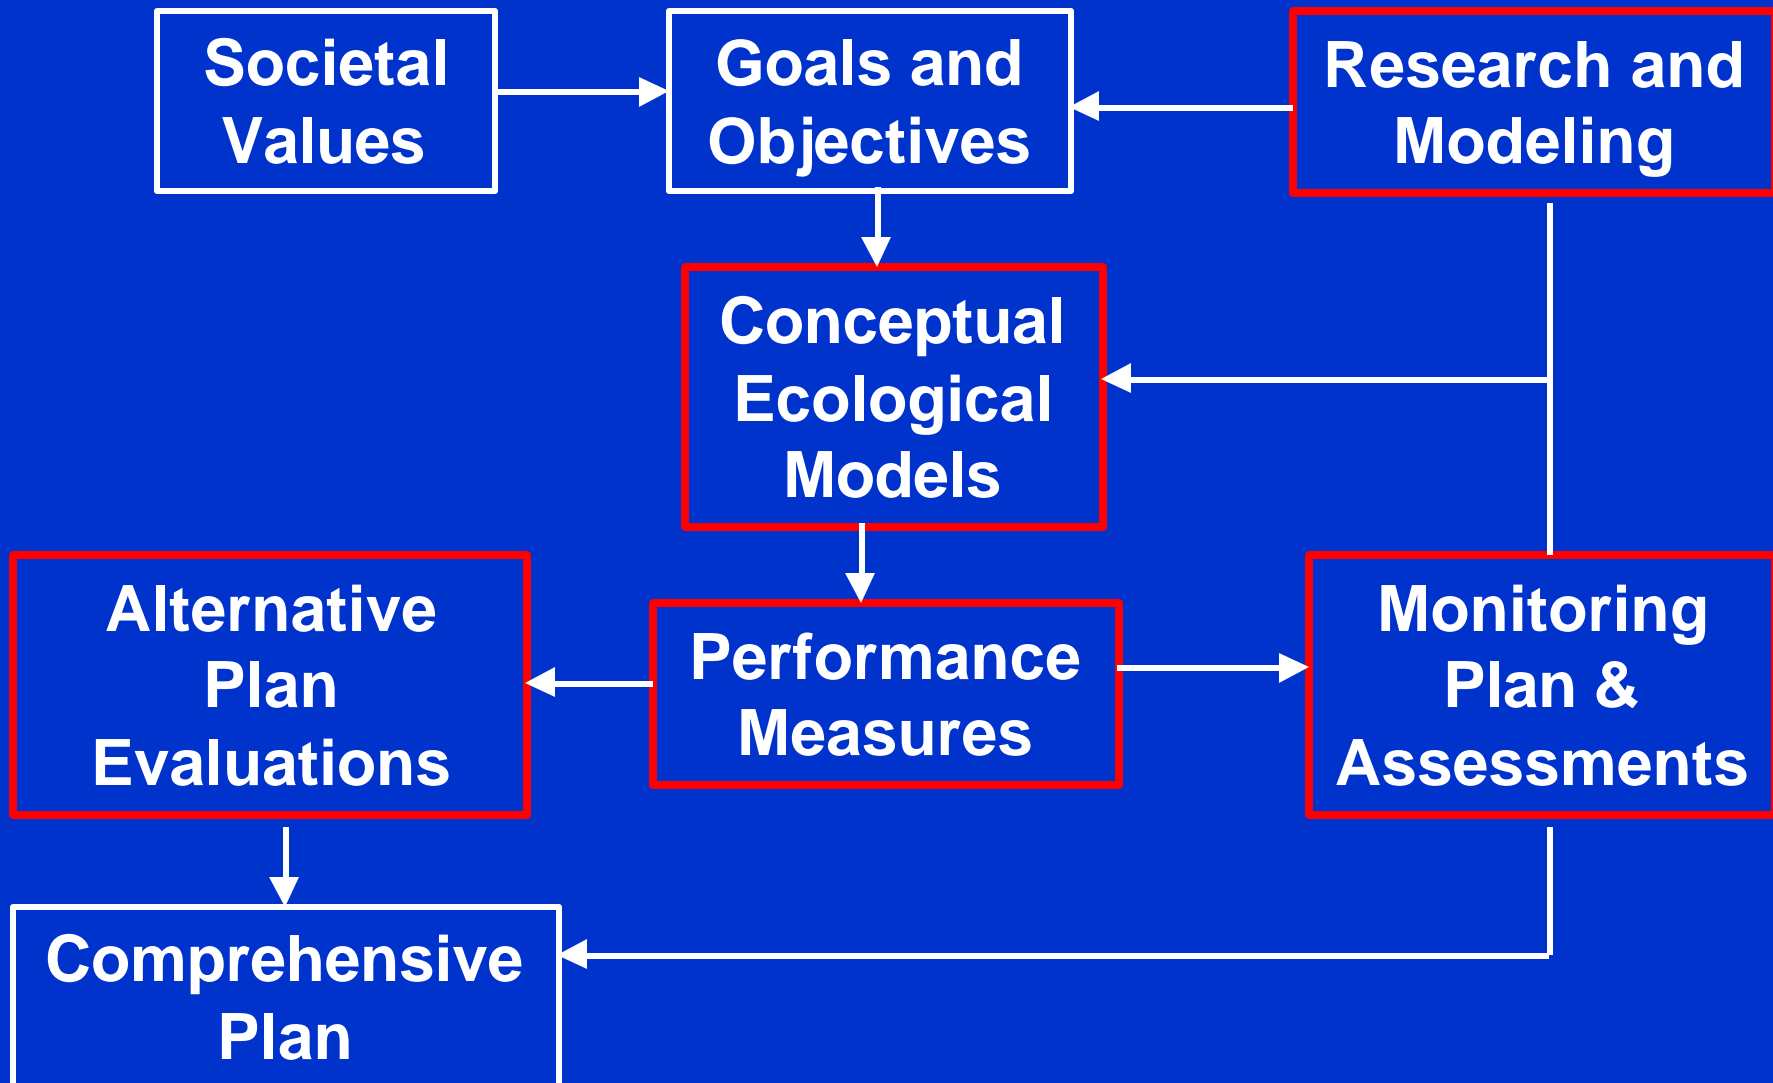 Societal
Values
Goals and
Objectives
Research and
Modeling
Conceptual
Ecological
Models
Alternative
Plan
Evaluations
Performance
Measures
Monitoring
Plan &
Assessments
Comprehensive
Plan